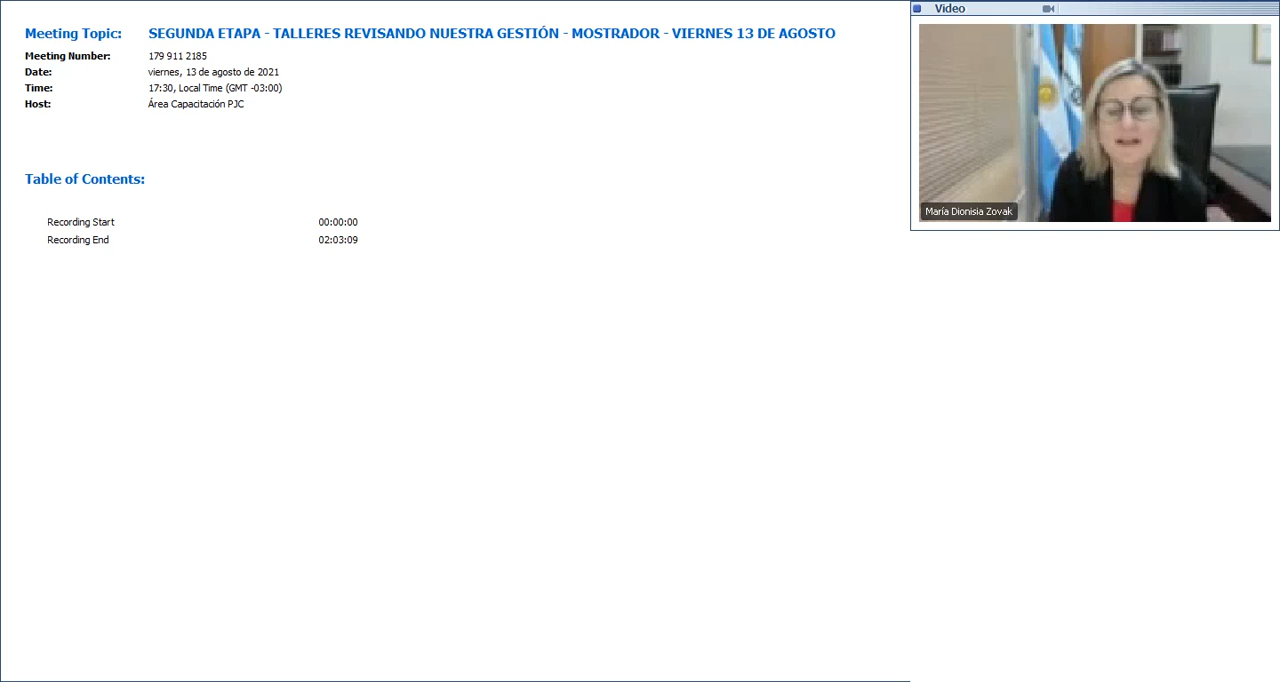 Meeting Topic: SEGUNDA ETAPA - TALLERES REVISANDO NUESTRA GESTIÓN - MOSTRADOR - VIERNES 13 DE AGOSTO
Meeting Number: 179 911 2185
Date: viernes, 13 de agosto de 2021
Time: 17:30, Local Time (GMT -03:00)
Host: Área Capacitación PJC
Table of Contents:
Recording Start 00:00:00
Recording End 02:03:09
Video
María Dionisia Zovak